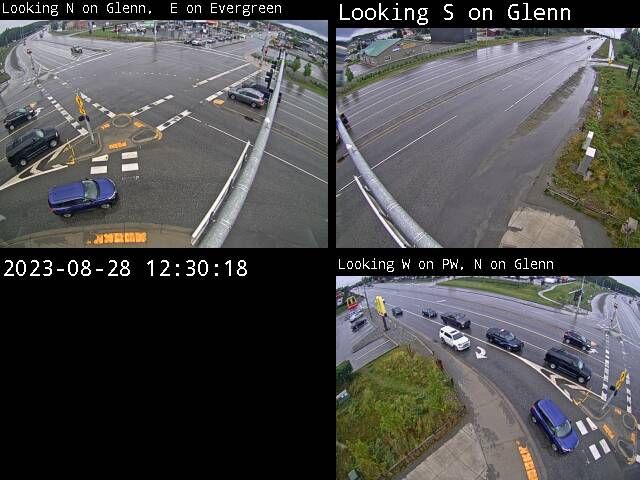 Looking N on Glenn, E on Evergreen
Looking S on Glenn
2023-08-28 12:30:18
Looking W on PW, N on Glenn